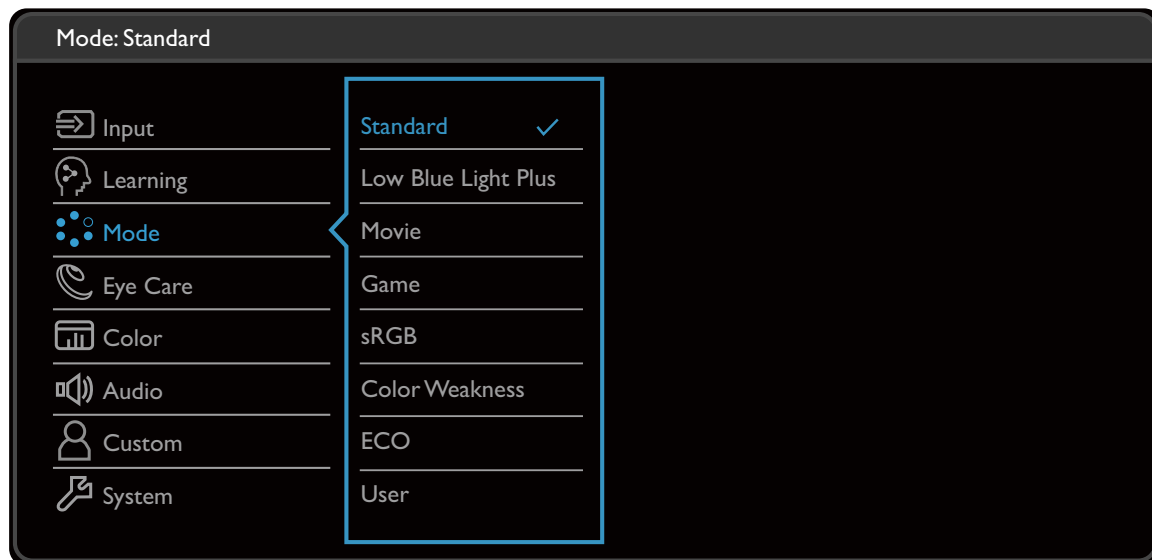 Mode: Standard
Input
Learning
Mode
Eye Care
Color
Audio
Custom
System
Standard
Low Blue Light Plus
Movie
Game
sRGB
Color Weakness
ECO
User